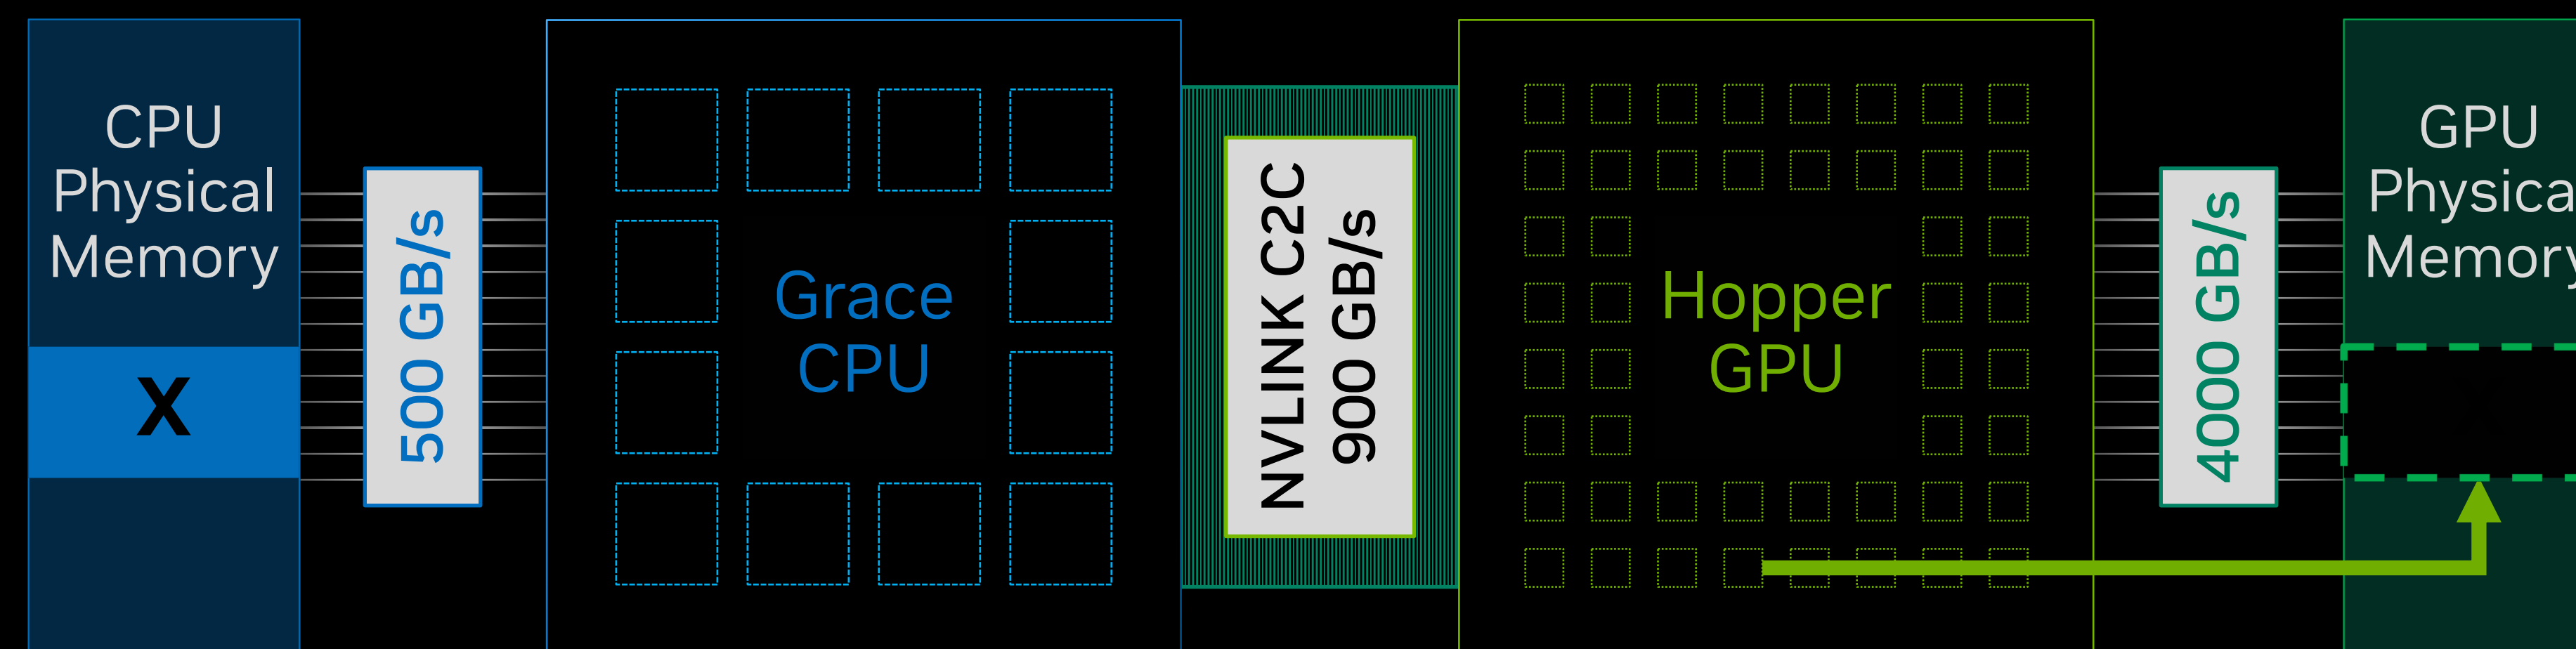 CPU
Physical
Memory
X
500 GB/s
Grace
CPU
NVLINK C2C
900 GB/s
Hopper
GPU
4000 GB/s
GPU
Physica
Memory